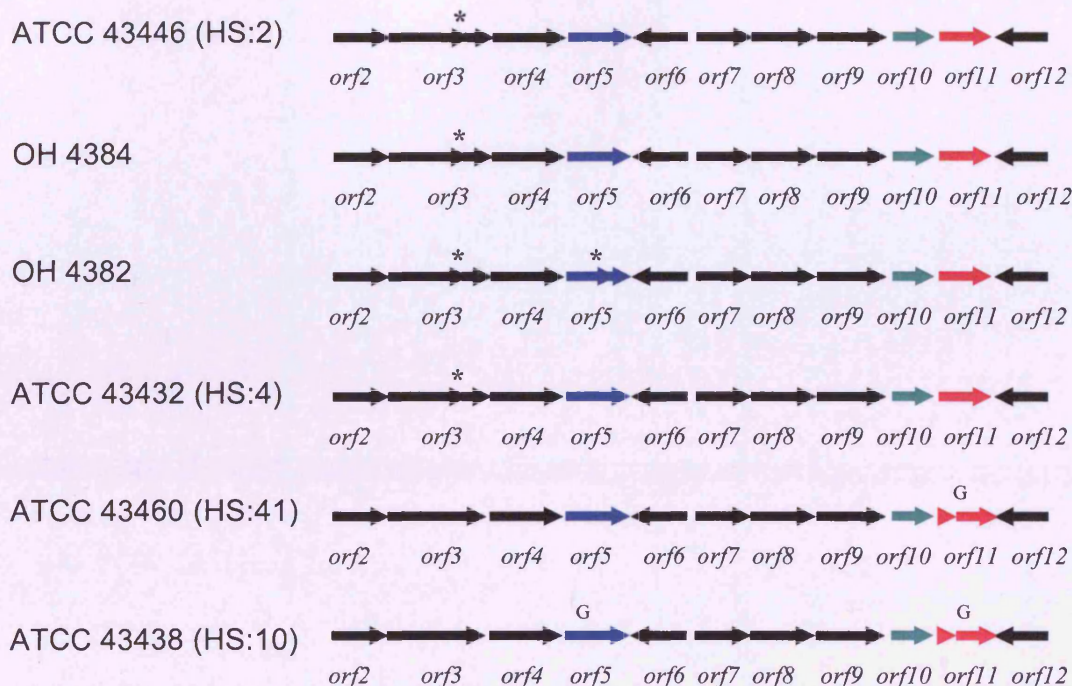 *
ATCC 43446 (HS:2)
orf2 orf3 orf4 orf5 orf6 orf7 orf8 orf9 orf10 orf11 orf12
*
OH 4384
orf2 orf3 orf4 orf5 orf6 orf7 orf8 orf9 orf10 orf11 orf12
* *
OH 4382
orf2 orf3 orf4 orf5 orf6 orf7 orf8 orf9 orf10 orf11 orf12
*
ATCC 43432 (HS:4)
orf2 orf3 orf4 orf5 orf6 orf7 orf8 orf9 orf10 orf11 orf12
G
ATCC 43460 (HS:41)
orf2 orf3 orf4 orf5 orf6 orf7 orf8 orf9 orf10 orf11 orf12
G G
ATCC 43438 (HS:10)
orf2 orf3 orf4 orf5 orf6 orf7 orf8 orf9 orf10 orf11 orf12